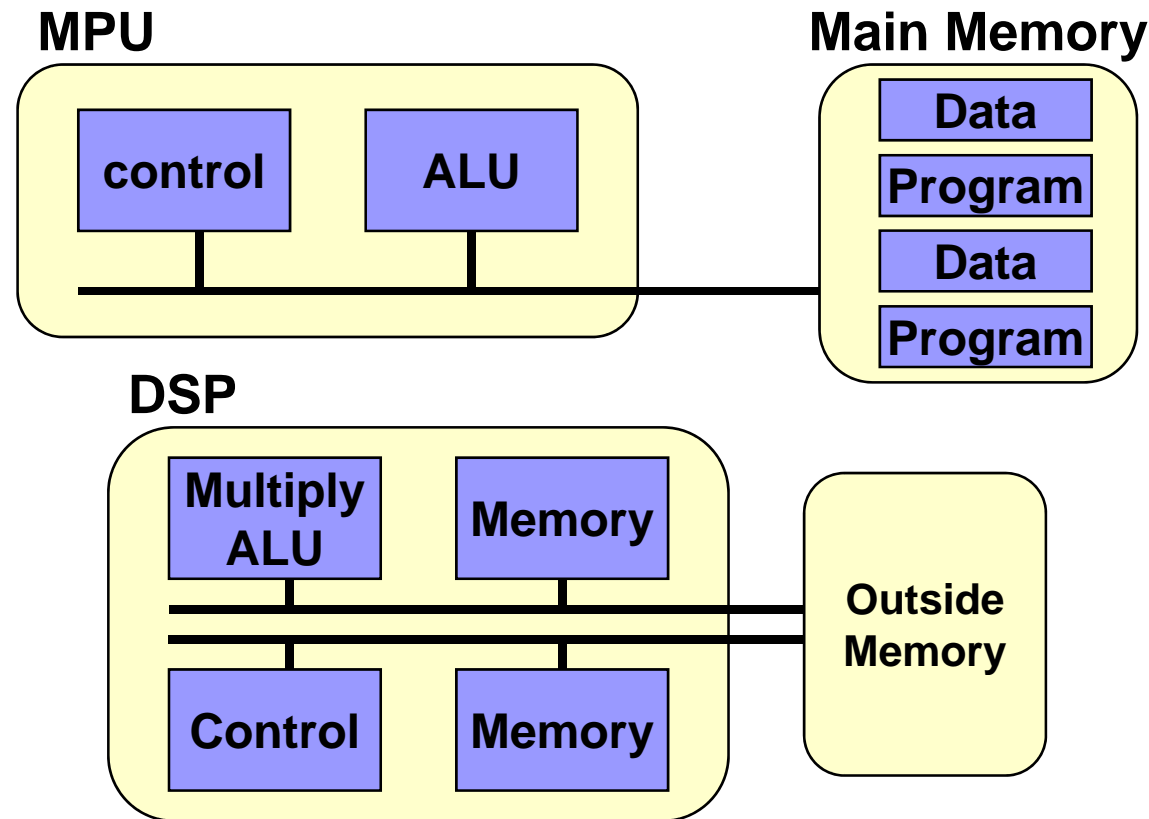 MPU
Main Memory
control
ALU
Data
Program
Data
Program
DSP
Multiply
ALU
Memory
Control
Memory
Outside
Memory